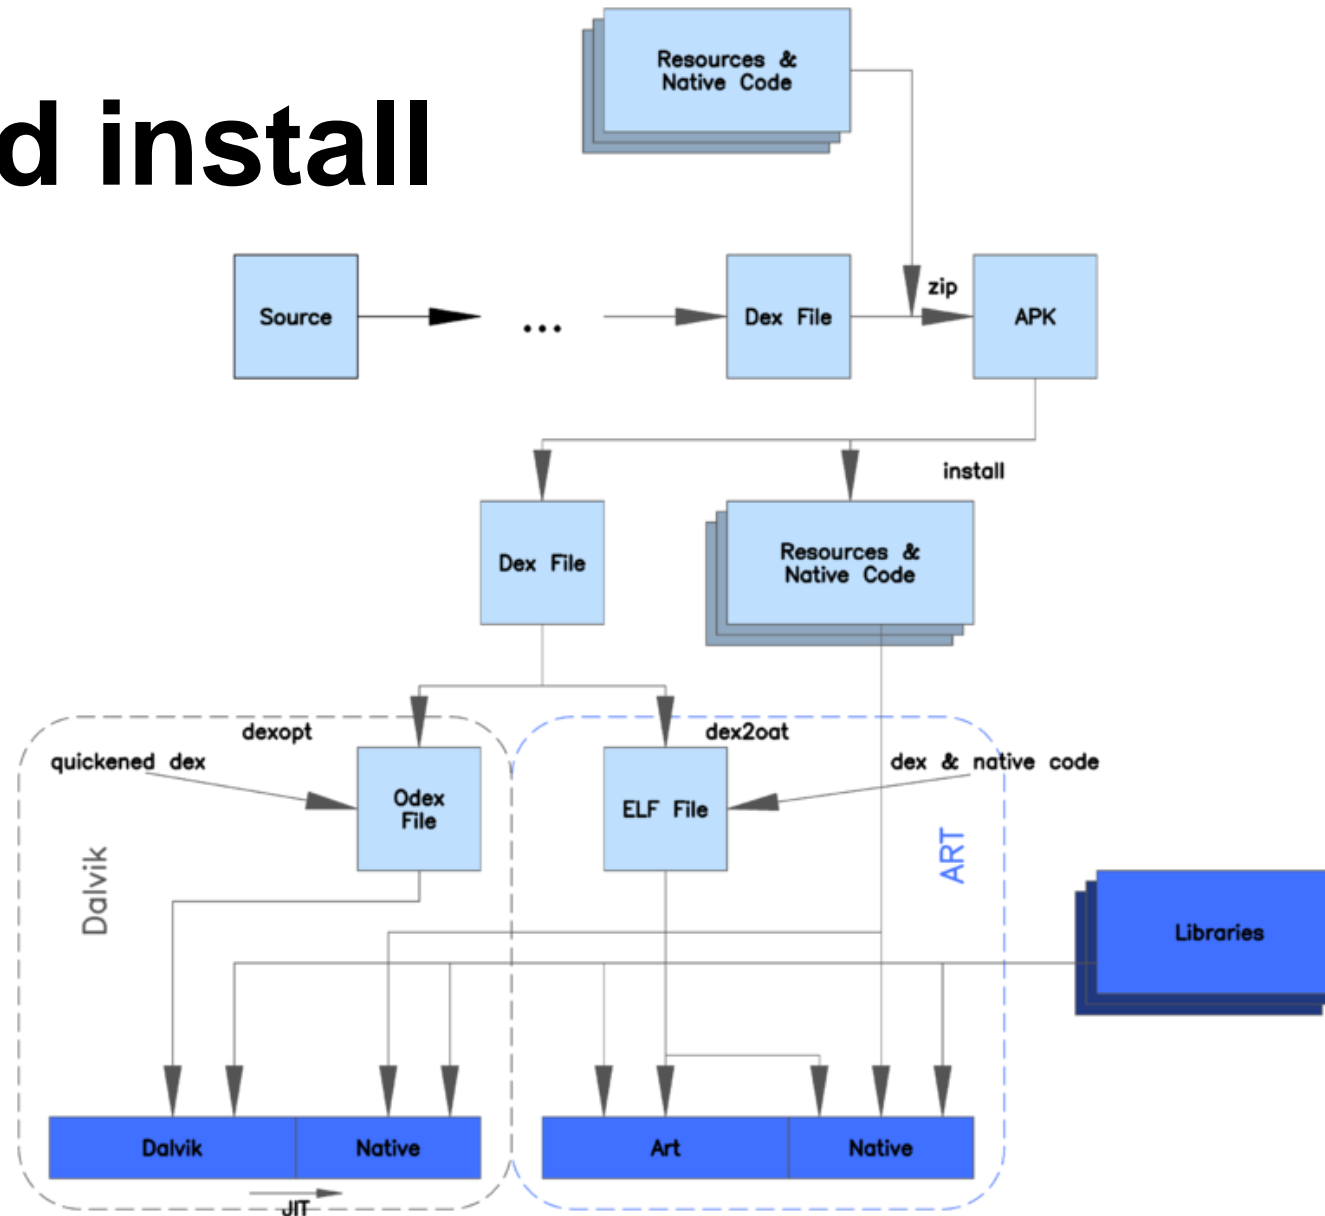 Resources &
Native Code
d install
Source
...
Dex File
zip
APK
install
Dex File
Resources &
Native Code
dexopt
dex2oat
quickened dex
dex & native code
Odex
File
ELF File
Dalvik
ART
Libraries
Dalvik
Native
Art
Native
JIT